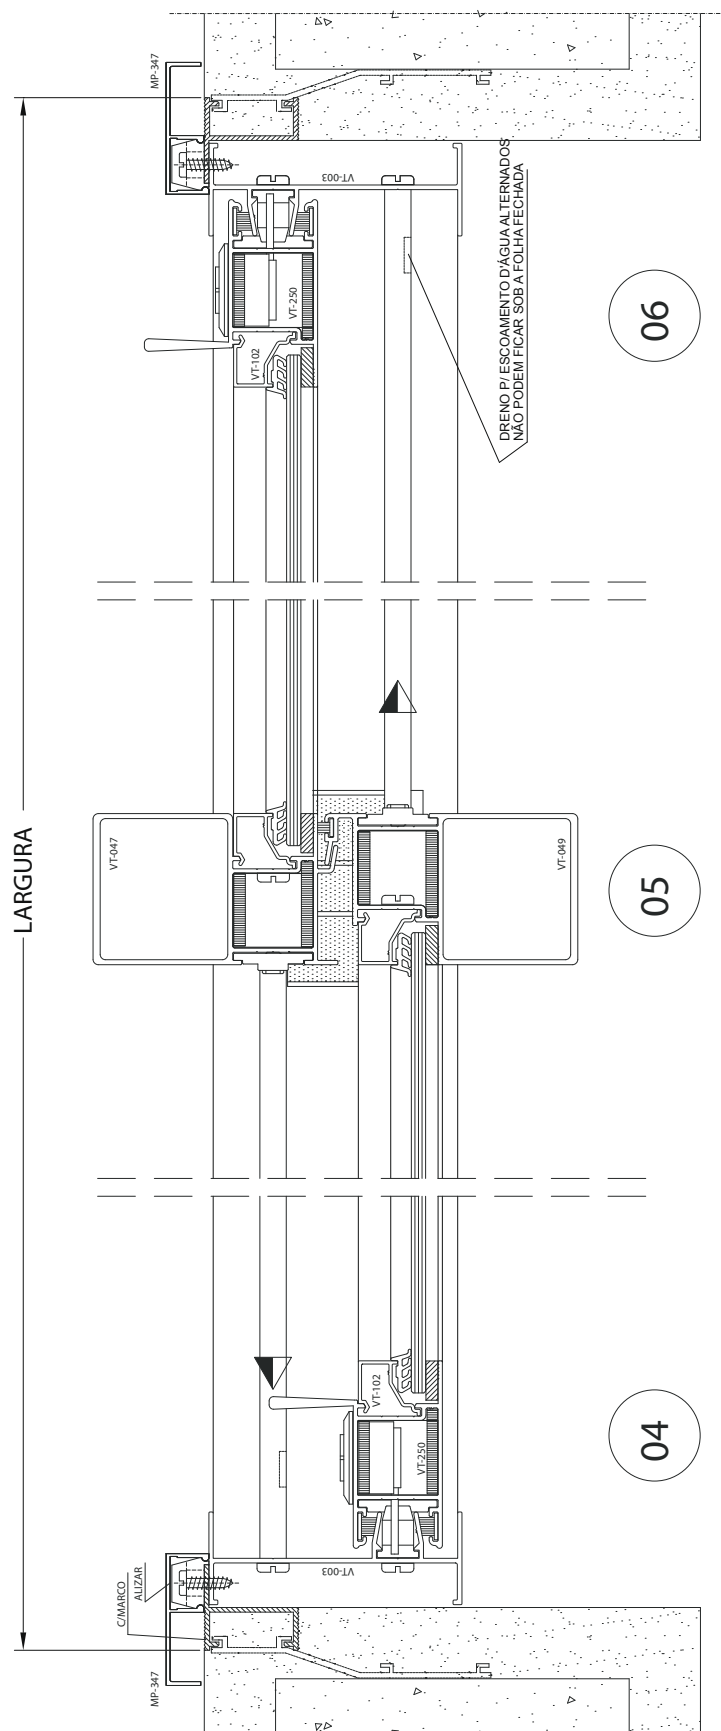 MP-347
VT-003
VT-250
VT-102
DRENO P/ ESCOAMENTO D'ÁGUA ALTERNADOS
NÃO PODEM FICAR SOB A FOLHA FECHADA
06
LARGURA
VT-047
VT-049
05
VT-102
VT-250
04
VT-003
C/MARCO
ALIZAR
MP-347